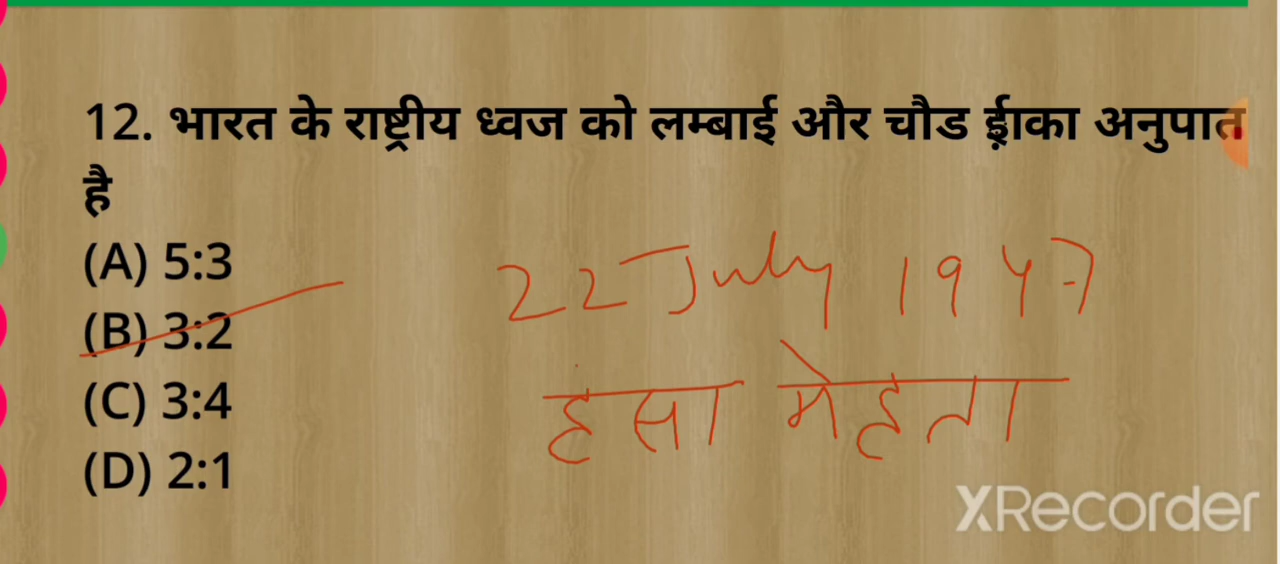 12. भारत के राष्ट्रीय ध्वज को लम्बाई और चौड ई़ाका अनुपात
है
(A) 5:3
(B) 3:2
(C) 3:4
(D) 2:1
22 July 1947
हंसा मेहता
XRecorder